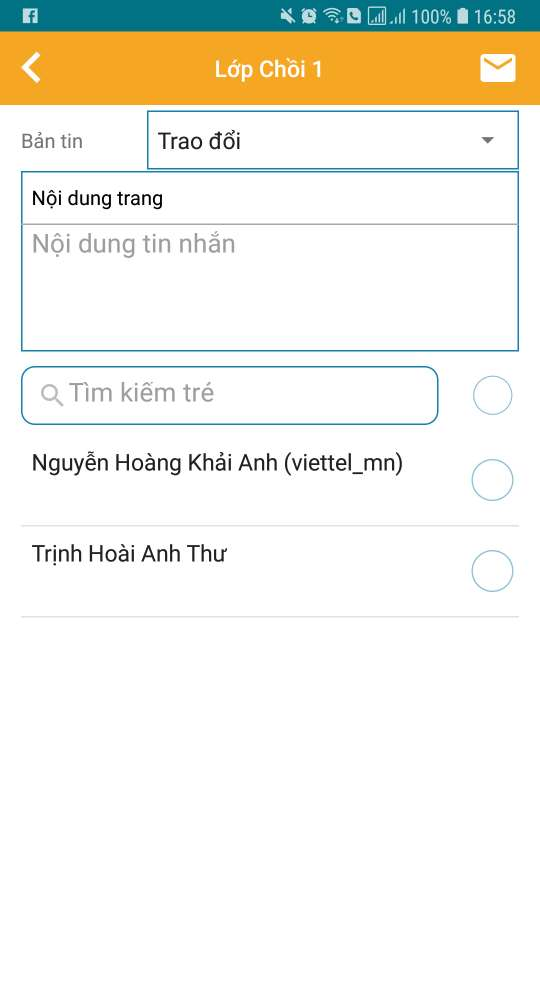 100% 16:58
Lớp Chồi 1
Bản tin
Trao đổi
Nội dung trang
Nội dung tin nhắn
Tìm kiếm trẻ
Nguyễn Hoàng Khải Anh (viettel_mn)
Trịnh Hoài Anh Thư